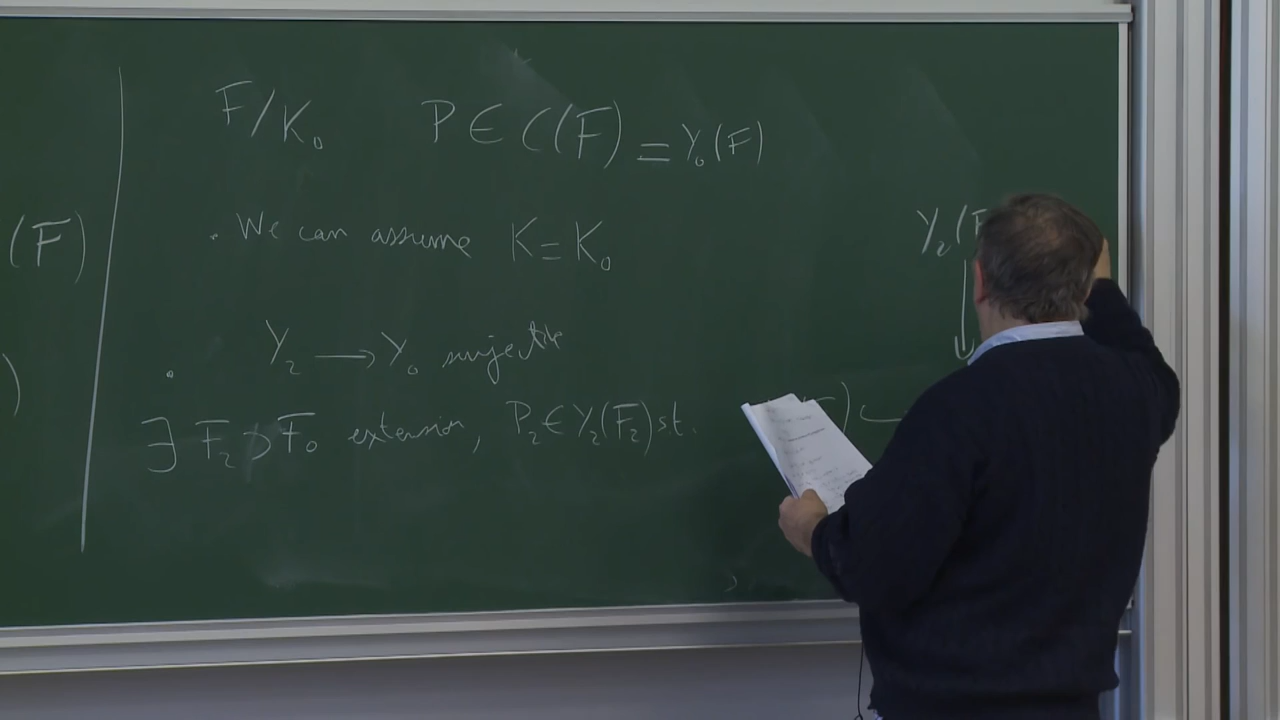 F/K₀ P ∈ C(F) = Y₀(F)
(F)
. We can assume K = K₀
Y₂(F
. Y₂ → Y₀ surjective
)
∃ F₂ ⊃ F₀ extension, P₂ ∈ Y₂(F₂) s.t.